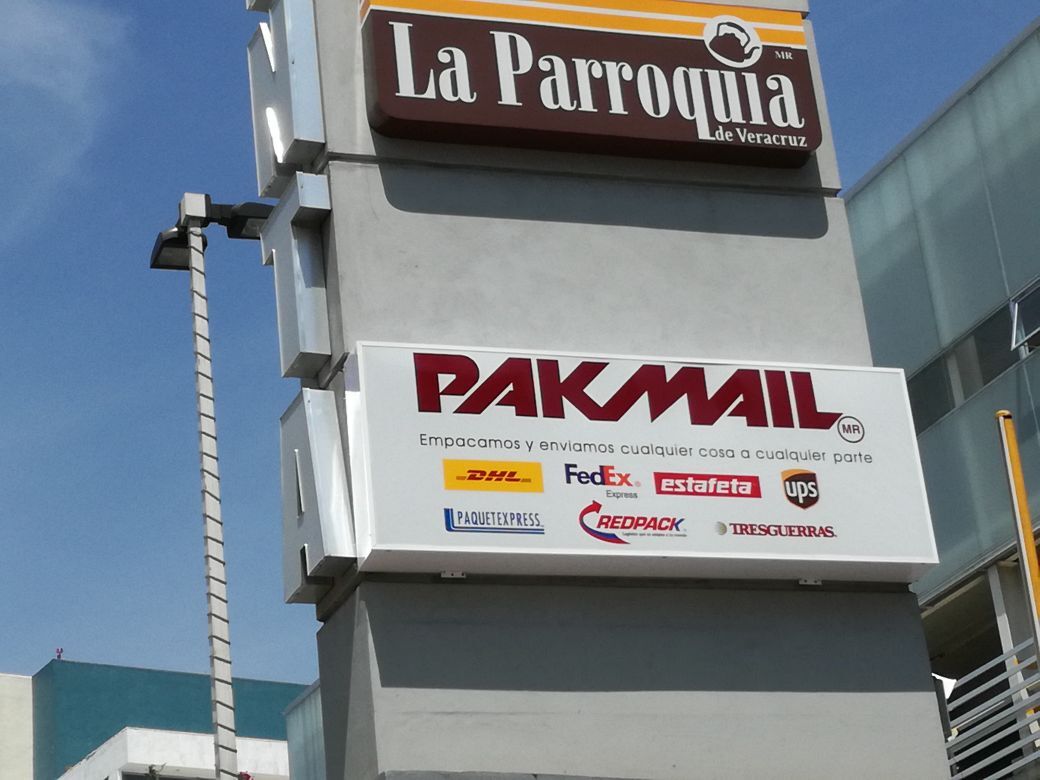 La Parroquia
MR
de Veracruz
PAKMAIL
MR
Empacamos y enviamos cualquier cosa a cualquier parte
DHL FedEx estafeta ups
Express
PAQUETEXPRESS REDPACK TRESGUERRAS